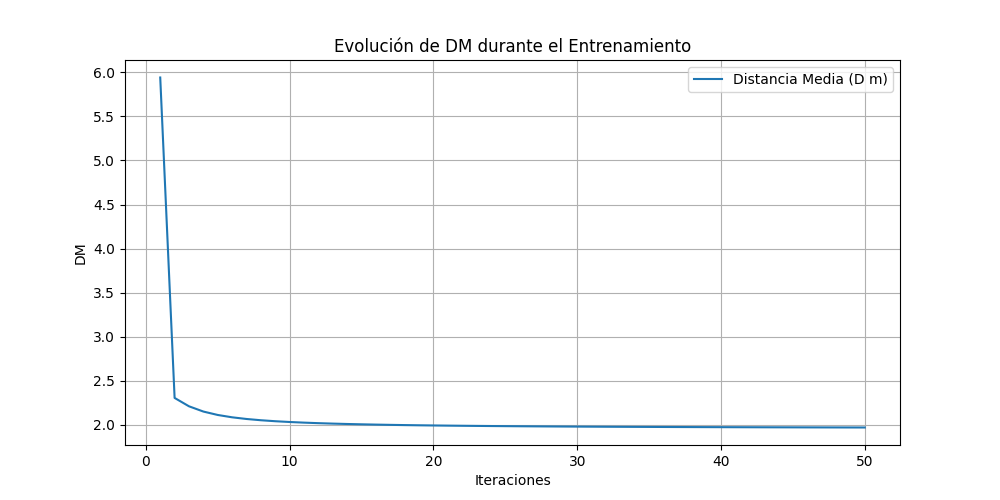 Evolución de DM durante el Entrenamiento
Distancia Media (D m)
6.0
5.5
5.0
4.5
4.0
3.5
3.0
2.5
2.0
DM
0 10 20 30 40 50
Iteraciones